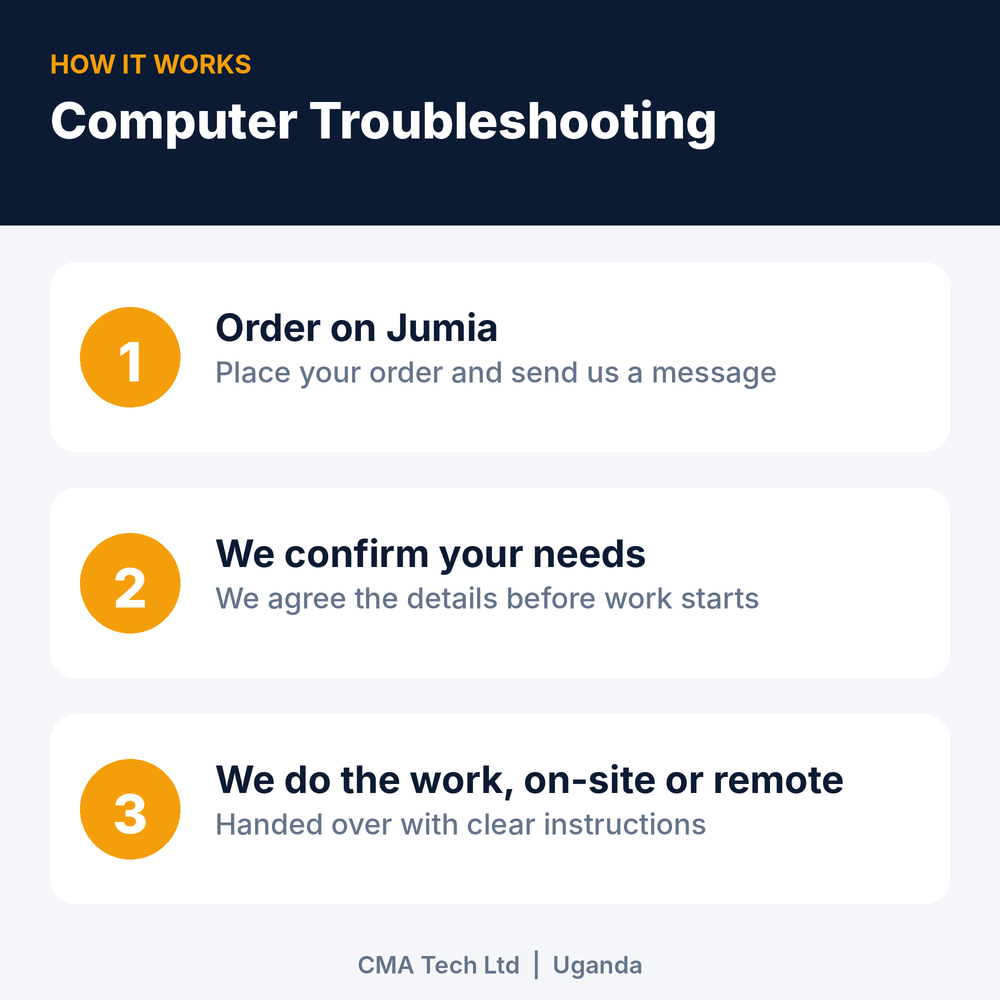 HOW IT WORKS
Computer Troubleshooting
1
Order on Jumia
Place your order and send us a message
2
We confirm your needs
We agree the details before work starts
3
We do the work, on-site or remote
Handed over with clear instructions
CMA Tech Ltd | Uganda